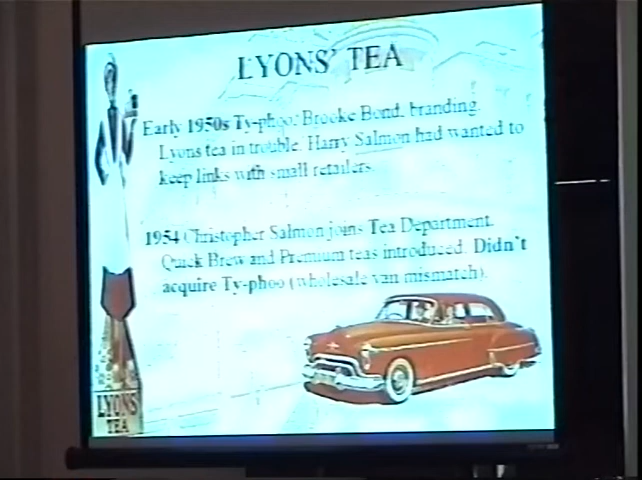 LYONS' TEA
Early 1950s Ty-phoo, Brooke Bond, branding.
Lyons tea in trouble. Harry Salmon had wanted to
keep links with small retailers.
1954 Christopher Salmon joins Tea Department.
Quick Brew and Premium teas introduced. Didn't
acquire Ty-phoo (wholesale van mismatch).
LYONS
TEA